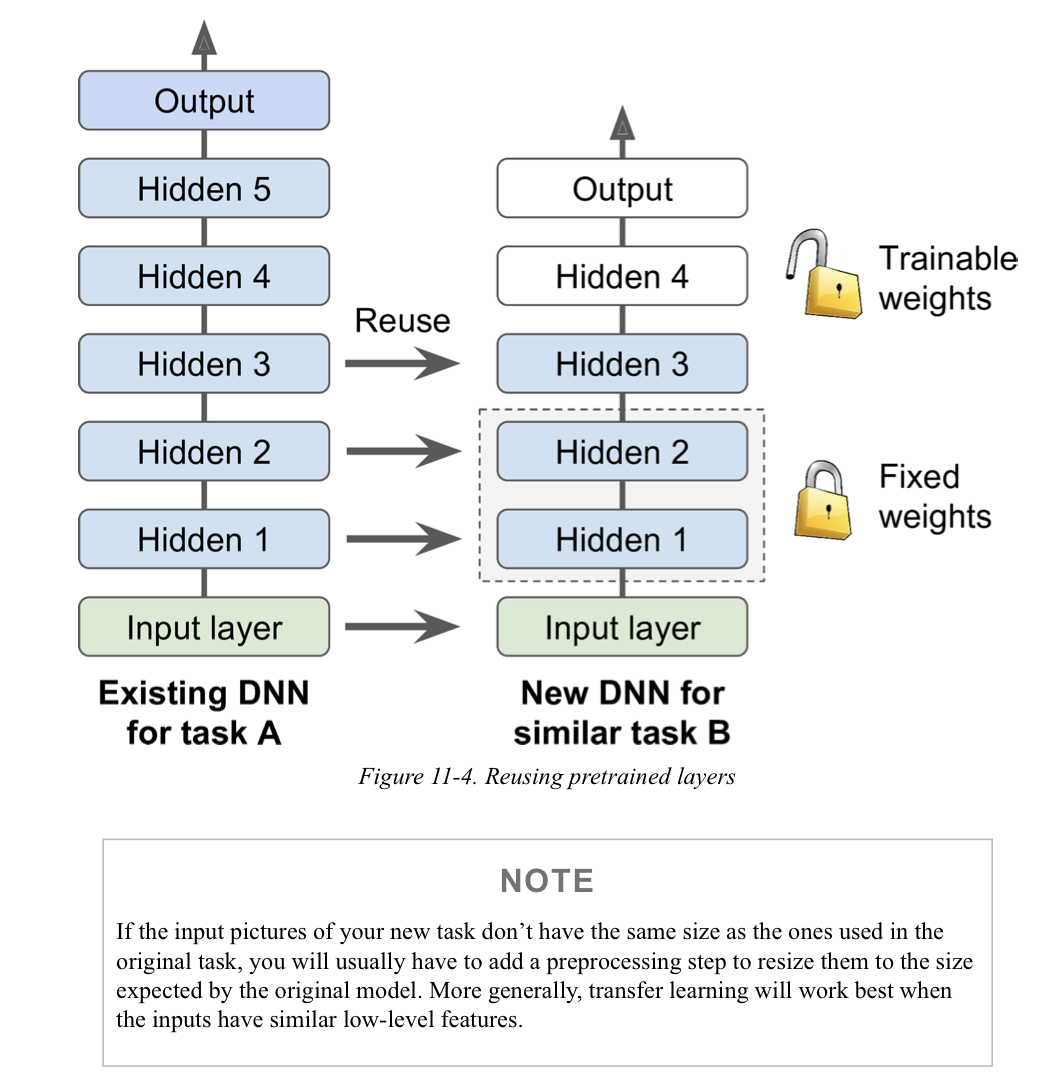 Output
Hidden 5
Hidden 4
Hidden 3
Hidden 2
Hidden 1
Input layer
Existing DNN
for task A
Reuse
Output
Hidden 4
Hidden 3
Hidden 2
Hidden 1
Input layer
New DNN for
similar task B
Trainable
weights
Fixed
weights
Figure 11-4. Reusing pretrained layers
NOTE
If the input pictures of your new task don’t have the same size as the ones used in the
original task, you will usually have to add a preprocessing step to resize them to the size
expected by the original model. More generally, transfer learning will work best when
the inputs have similar low-level features.